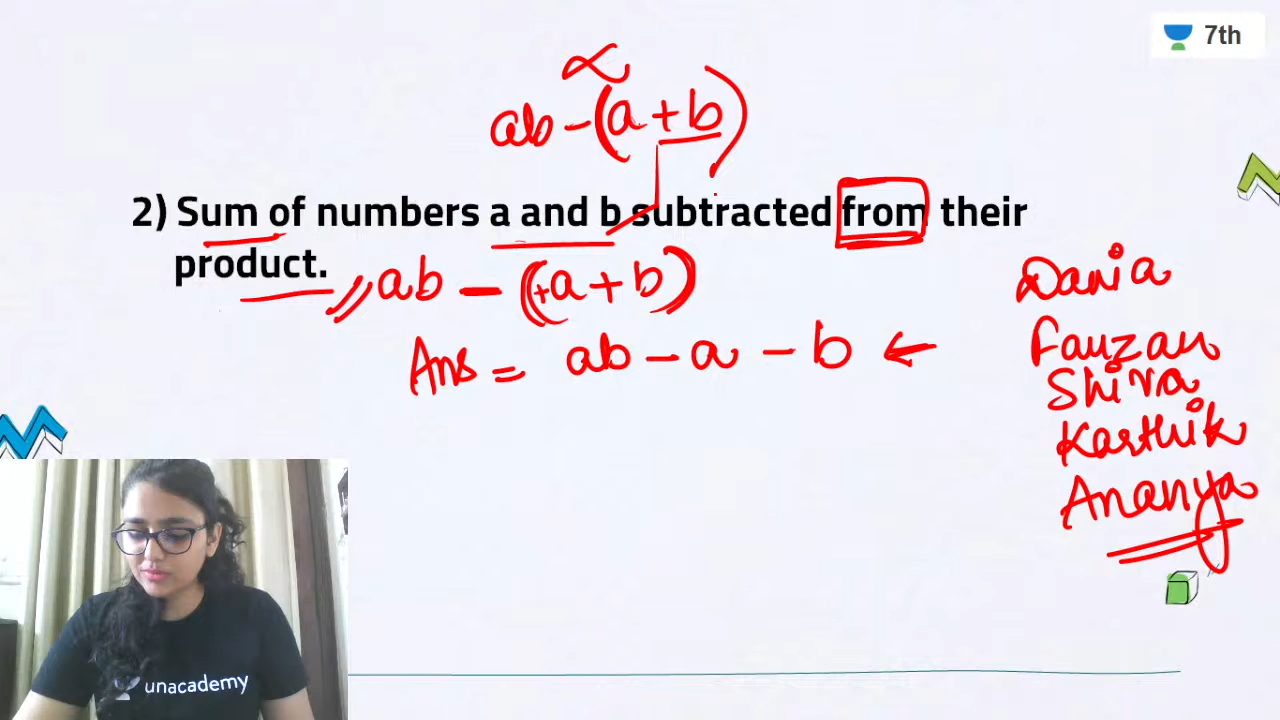 7th
ab-(a+b)
2) Sum of numbers a and b subtracted from their
product. ab - (+a+b)
Ans = ab - a - b ←
Dania
Fauzan
Shiva
Karthik
Ananya
unacademy